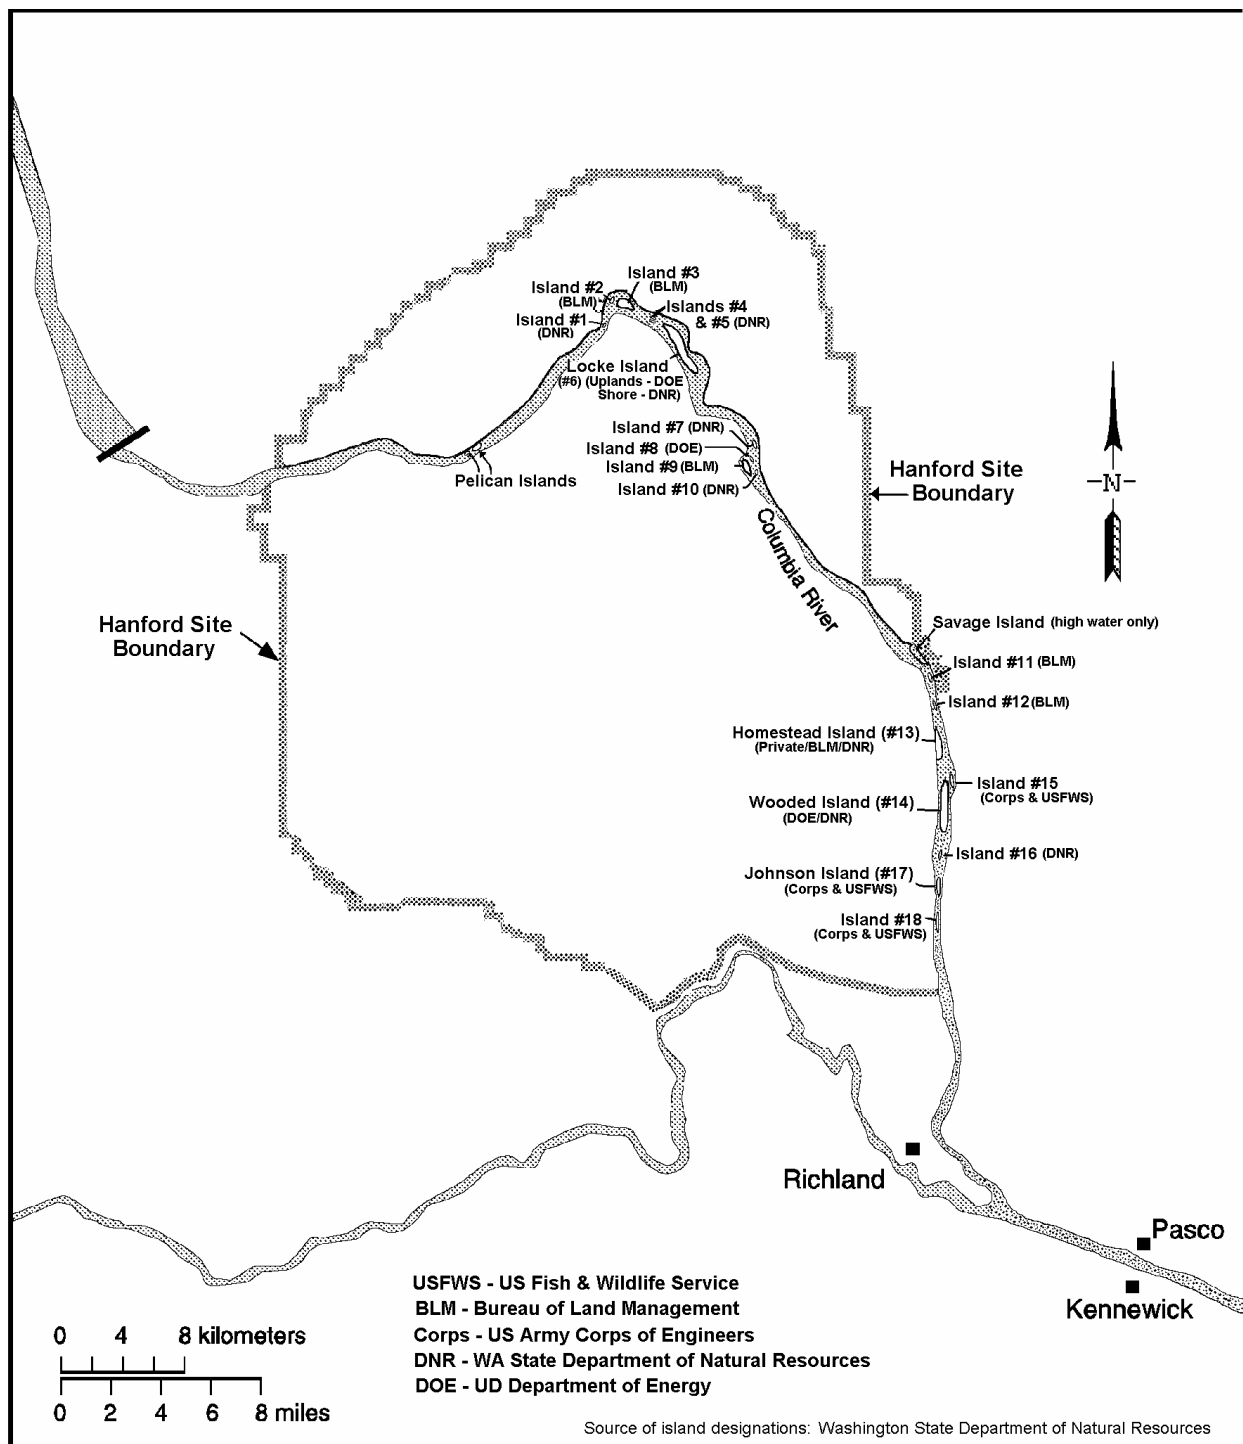 Island #3
(BLM)
Island #2
(BLM)
Islands #4
& #5 (DNR)
Island #1
(DNR)
Locke Island
(#6) (Uplands - DOE
Shore - DNR)
Island #7 (DNR)
Island #8 (DOE)
Island #9 (BLM)
Island #10 (DNR)
Pelican Islands
Hanford Site
Boundary
N
Columbia River
Hanford Site
Boundary
Savage Island (high water only)
Island #11 (BLM)
Island #12 (BLM)
Homestead Island (#13)
(Private/BLM/DNR)
Island #15
(Corps & USFWS)
Wooded Island (#14)
(DOE/DNR)
Island #16 (DNR)
Johnson Island (#17)
(Corps & USFWS)
Island #18
(Corps & USFWS)
Richland
Pasco
Kennewick
USFWS - US Fish & Wildlife Service
BLM - Bureau of Land Management
Corps - US Army Corps of Engineers
DNR - WA State Department of Natural Resources
DOE - UD Department of Energy
0 4 8 kilometers
0 2 4 6 8 miles
Source of island designations: Washington State Department of Natural Resources